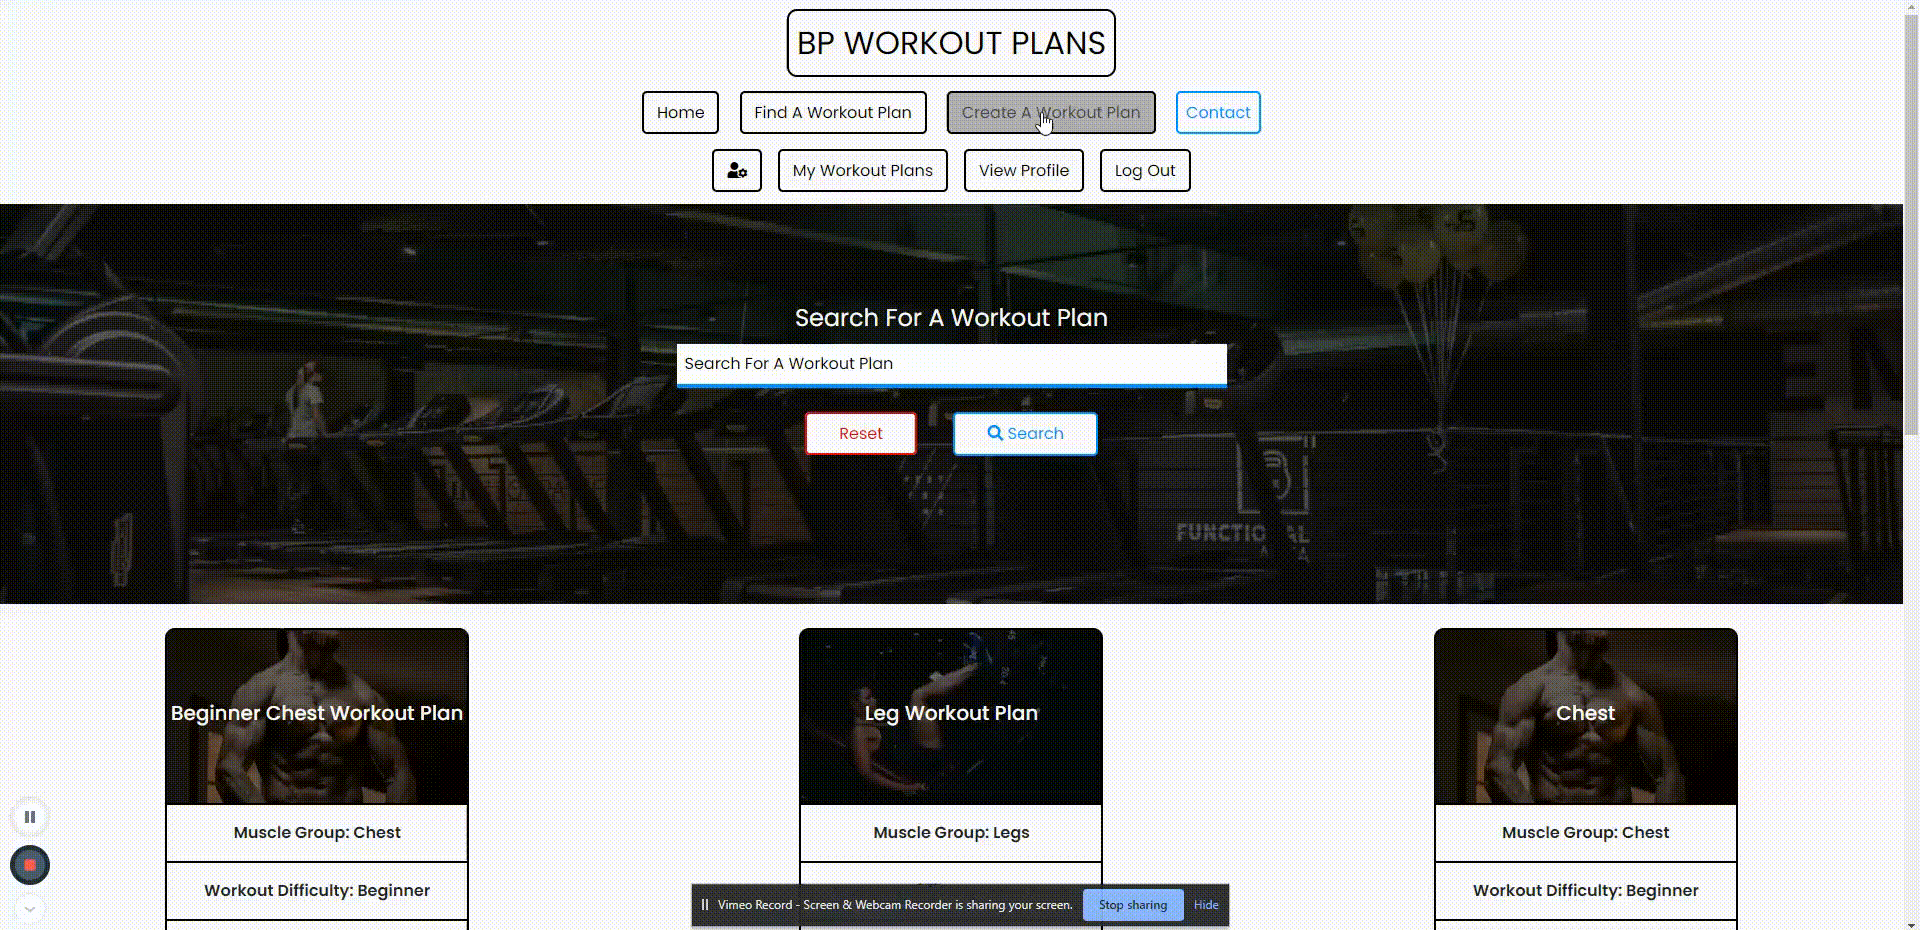 BP WORKOUT PLANS
Home Find A Workout Plan Create A Workout Plan Contact
My Workout Plans View Profile Log Out
Search For A Workout Plan
Search For A Workout Plan
Reset Search
FUNCTIONAL
Beginner Chest Workout Plan Leg Workout Plan Chest
Muscle Group: Chest Muscle Group: Legs Muscle Group: Chest
Workout Difficulty: Beginner Workout Difficulty: Beginner
Vimeo Record - Screen & Webcam Recorder is sharing your screen. Stop sharing Hide